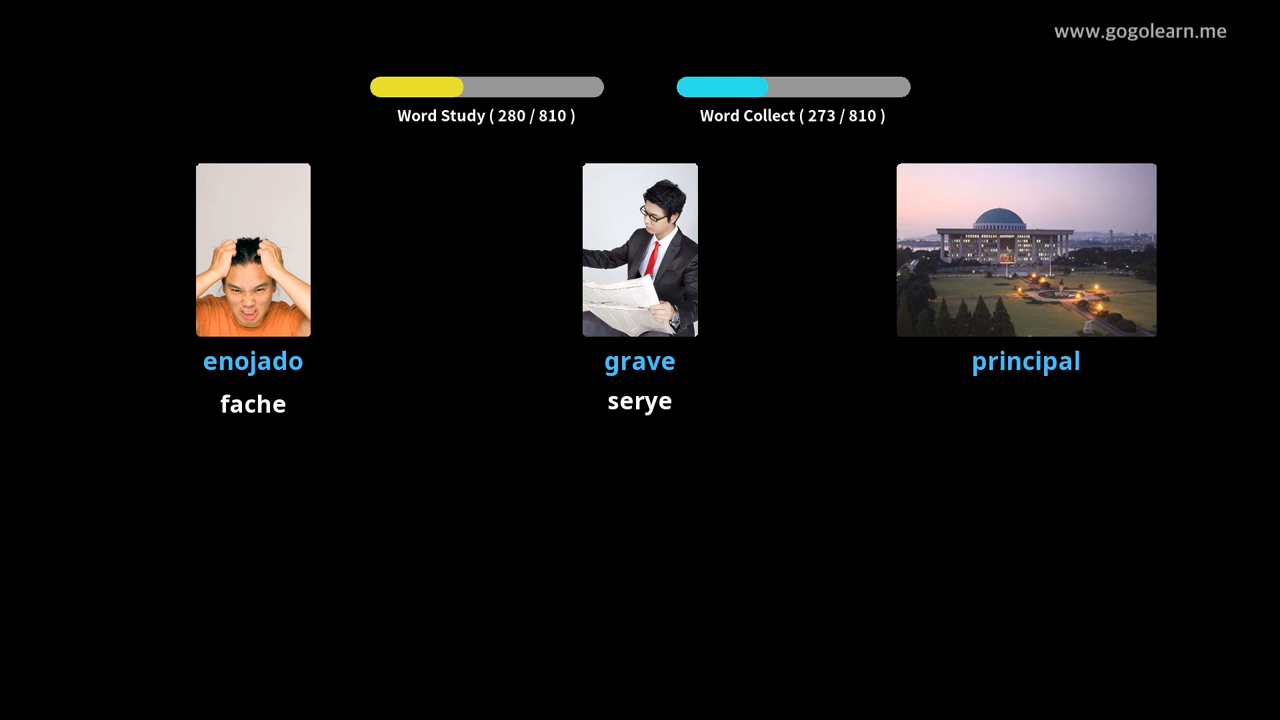 www.gogolearn.me
Word Study ( 280 / 810 )
Word Collect ( 273 / 810 )
enojado
grave
principal
fache
serye